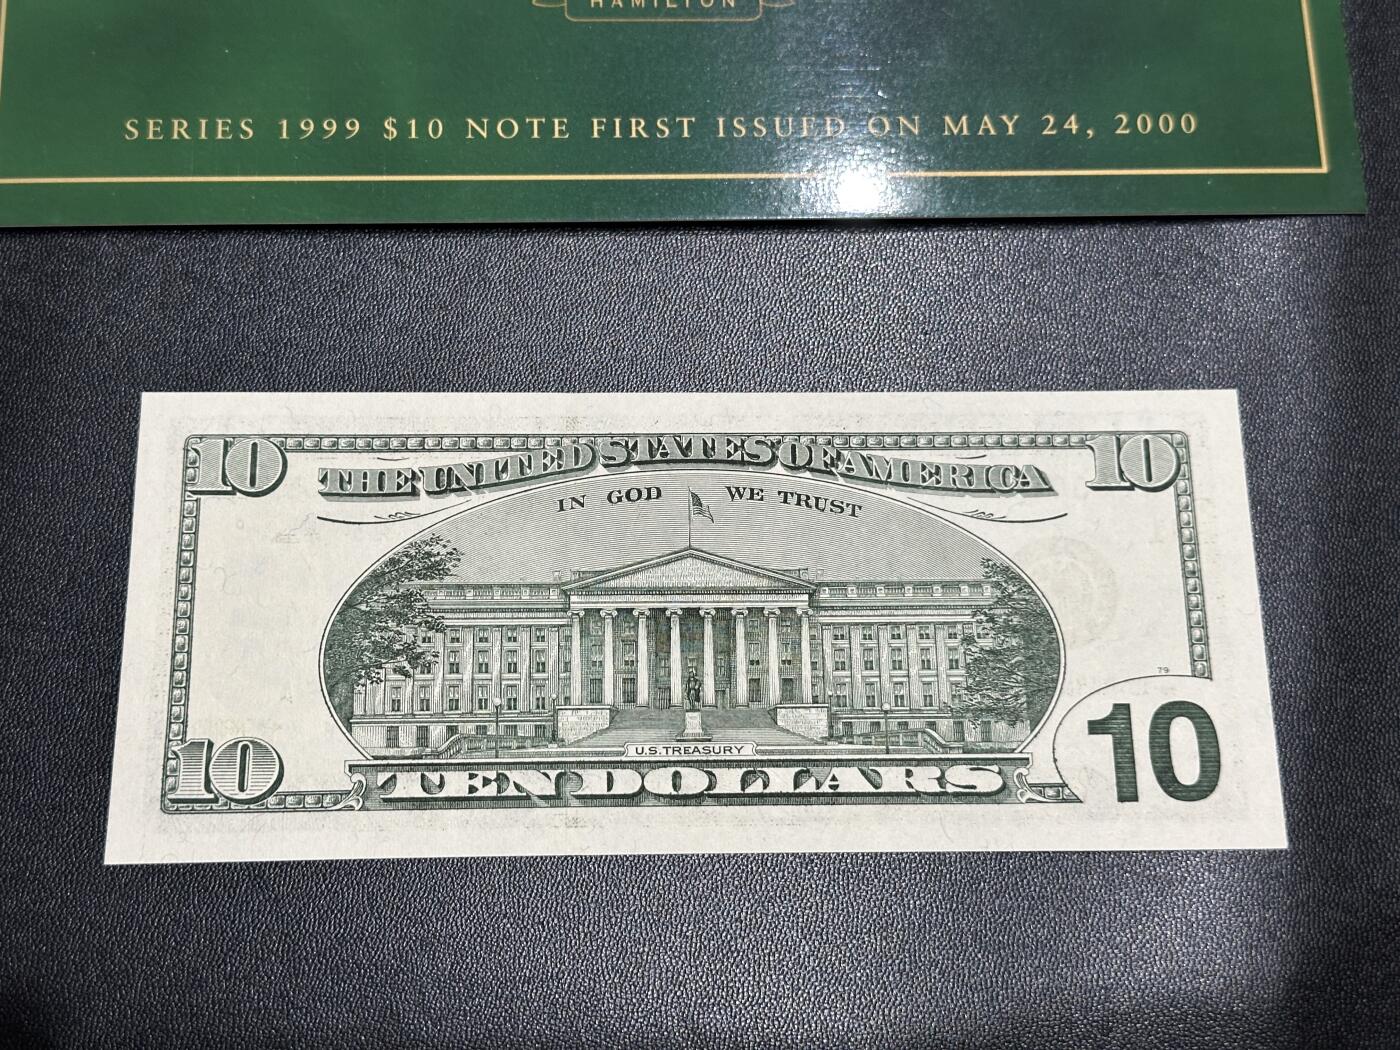 HAMILTON
SERIES 1999 $10 NOTE FIRST ISSUED ON MAY 24, 2000
10 THE UNITED STATES OF AMERICA 10
IN GOD WE TRUST
79
U.S. TREASURY
10 TEN DOLLARS 10